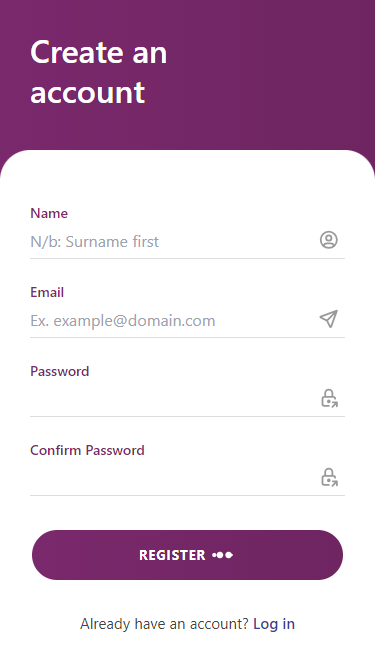 Create an
account
Name
N/b: Surname first
Email
Ex. example@domain.com
Password
Confirm Password
REGISTER
Already have an account? Log in